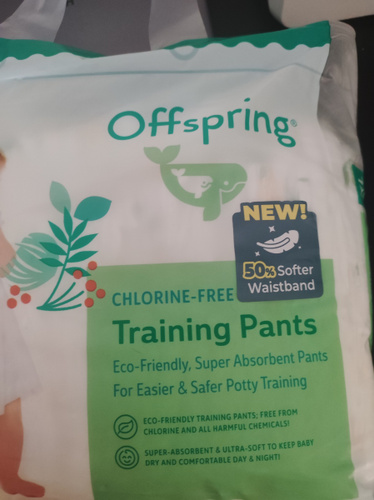 Offspring®
NEW!
50% Softer
Waistband
CHLORINE-FREE
Training Pants
Eco-Friendly, Super Absorbent Pants
For Easier & Safer Potty Training
ECO-FRIENDLY TRAINING PANTS; FREE FROM
CHLORINE AND ALL HARMFUL CHEMICALS!
SUPER-ABSORBENT & ULTRA-SOFT TO KEEP BABY
DRY AND COMFORTABLE DAY & NIGHT!